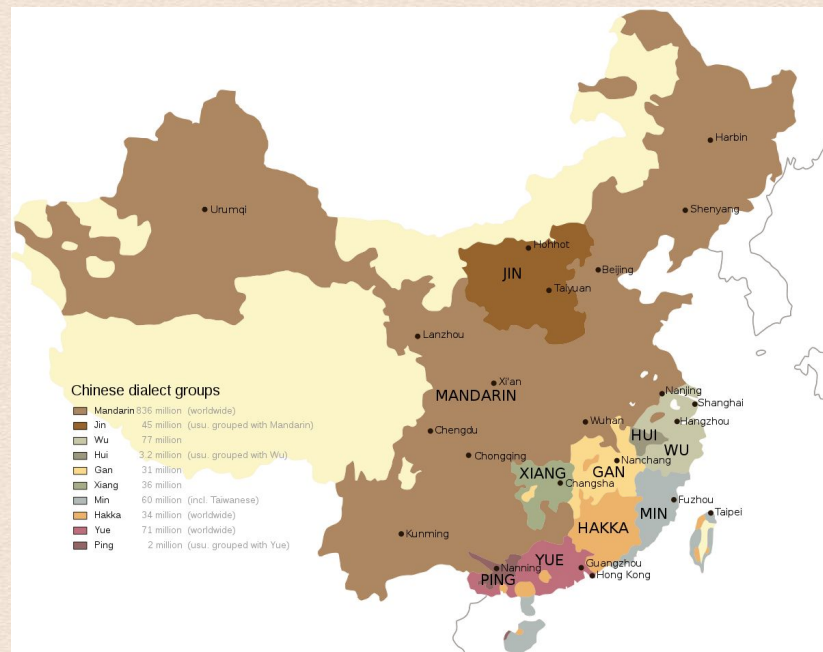 Harbin
Urumqi
Shenyang
Hohhot
JIN
Beijing
Taiyuan
Lanzhou
Xi'an
MANDARIN
Chinese dialect groups
Mandarin 836 million (worldwide)
Jin 45 million (usu. grouped with Mandarin)
Wu 77 million
Hui 3.2 million (usu. grouped with Wu)
Gan 31 million
Xiang 36 million
Min 60 million (incl. Taiwanese)
Hakka 34 million (worldwide)
Yue 71 million (worldwide)
Ping 2 million (usu. grouped with Yue)
Nanjing
Shanghai
Wuhan
Hangzhou
Chengdu
HUI
WU
Chongqing
Nanchang
XIANG
GAN
Changsha
Fuzhou
MIN
Taipei
HAKKA
Kunming
YUE
Guangzhou
Nanning
Hong Kong
PING